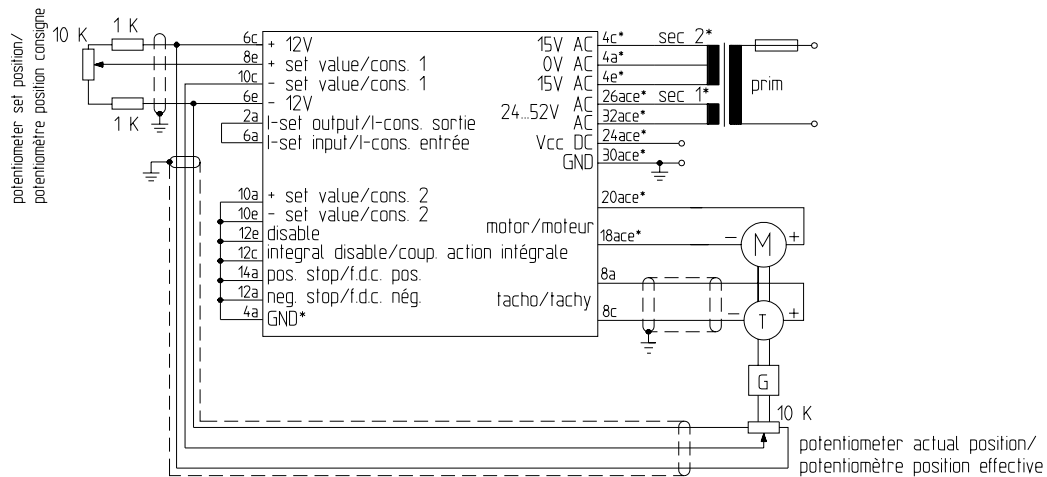 potentiometer set position/
potentiomètre position consigne
10 K
1 K
1 K
6c + 12V
8e + set value/cons. 1
10c - set value/cons. 1
6e - 12V
2a I-set output/I-cons. sortie
6a I-set input/I-cons. entrée
10a + set value/cons. 2
10e - set value/cons. 2
12e disable
12c integral disable/coup. action intégrale
14a pos. stop/f.d.c. pos.
12a neg. stop/f.d.c. nég.
4a GND*
15V AC 4c* sec 2*
0V AC 4a*
15V AC 4e*
prim
24...52V
AC 26ace* sec 1*
AC 32ace*
Vcc DC 24ace*
GND 30ace*
20ace*
motor/moteur
18ace*
- M +
8a
tacho/tachy
8c
- T +
G
10 K
potentiometer actual position/
potentiomètre position effective